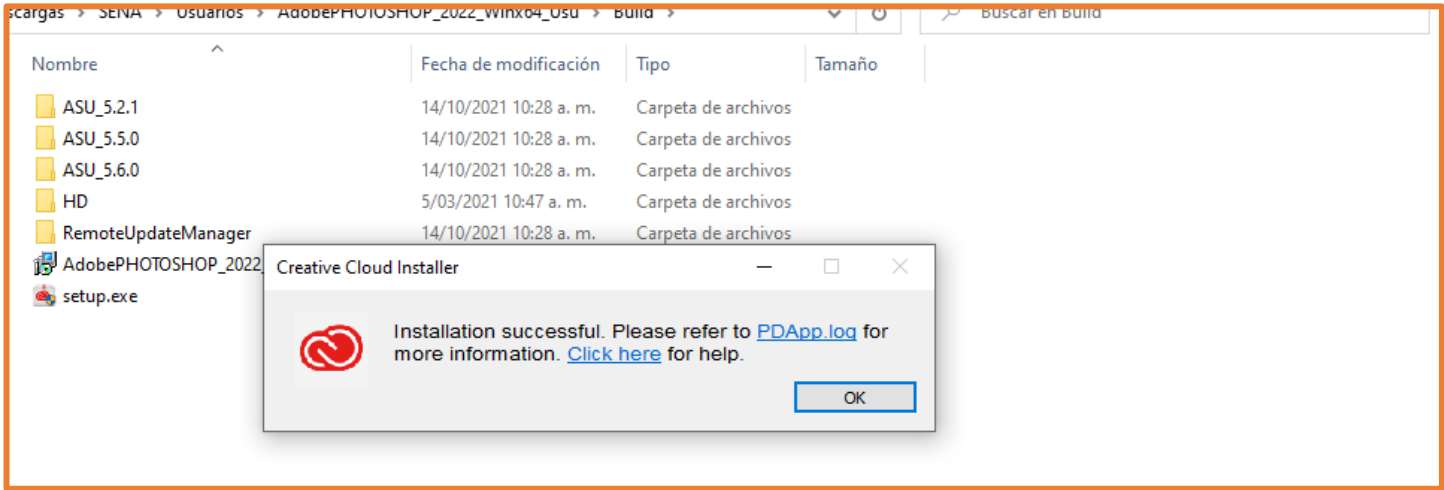 scargas > SENA > Usuarios > AdobePHOTOSHOP_2022_Winx64_Usu > Build >
Buscar en Build
Nombre Fecha de modificación Tipo Tamaño
ASU_5.2.1 14/10/2021 10:28 a. m. Carpeta de archivos
ASU_5.5.0 14/10/2021 10:28 a. m. Carpeta de archivos
ASU_5.6.0 14/10/2021 10:28 a. m. Carpeta de archivos
HD 5/03/2021 10:47 a. m. Carpeta de archivos
RemoteUpdateManager 14/10/2021 10:28 a. m. Carpeta de archivos
AdobePHOTOSHOP_2022_
setup.exe
Creative Cloud Installer
Installation successful. Please refer to PDApp.log for
more information. Click here for help.
OK